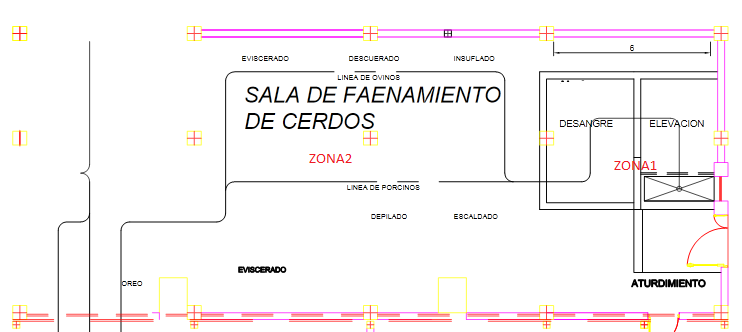 6
EVISCERADO DESCUERADO INSUFLADO
LINEA DE OVINOS
SALA DE FAENAMIENTO
DE CERDOS
DESANGRE ELEVACION
ZONA2
ZONA1
LINEA DE PORCINOS
DEPILADO ESCALDADO
EVISCERADO
OREO
ATURDIMIENTO